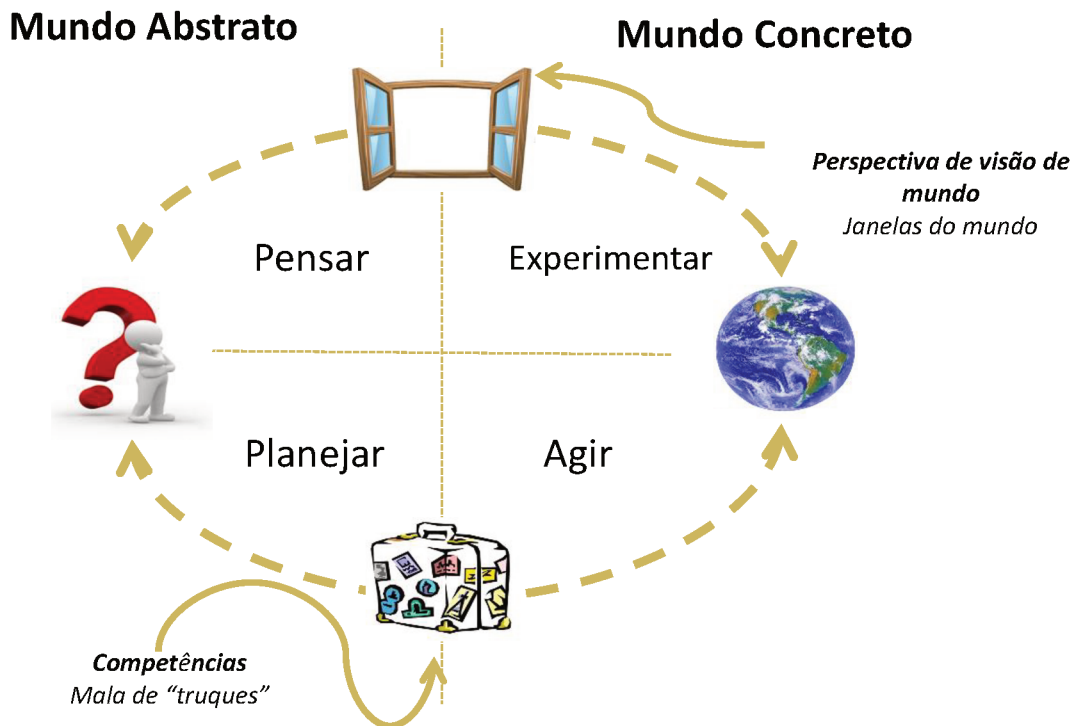 Mundo Abstrato
Mundo Concreto
Perspectiva de visão de
mundo
Janelas do mundo
Pensar
Experimentar
Planejar
Agir
Competências
Mala de “truques”